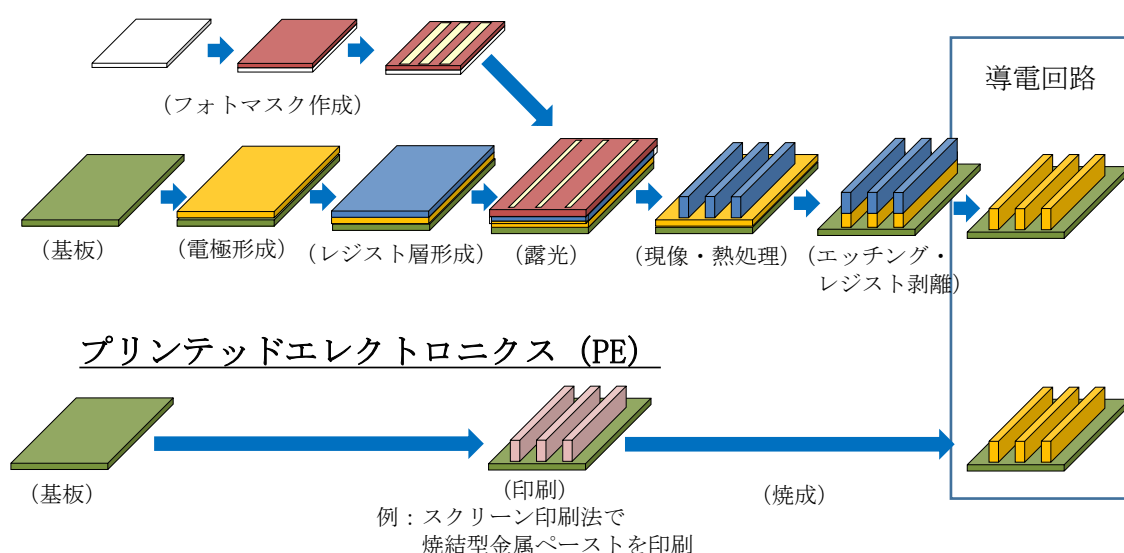 導電回路
（フォトマスク作成）
（基板）
（電極形成）
（レジスト層形成）
（露光）
（現像・熱処理）
（エッチング・
レジスト剥離）
プリンテッドエレクトロニクス（PE）
（基板）
（印刷）
（焼成）
例：スクリーン印刷法で
焼結型金属ペーストを印刷